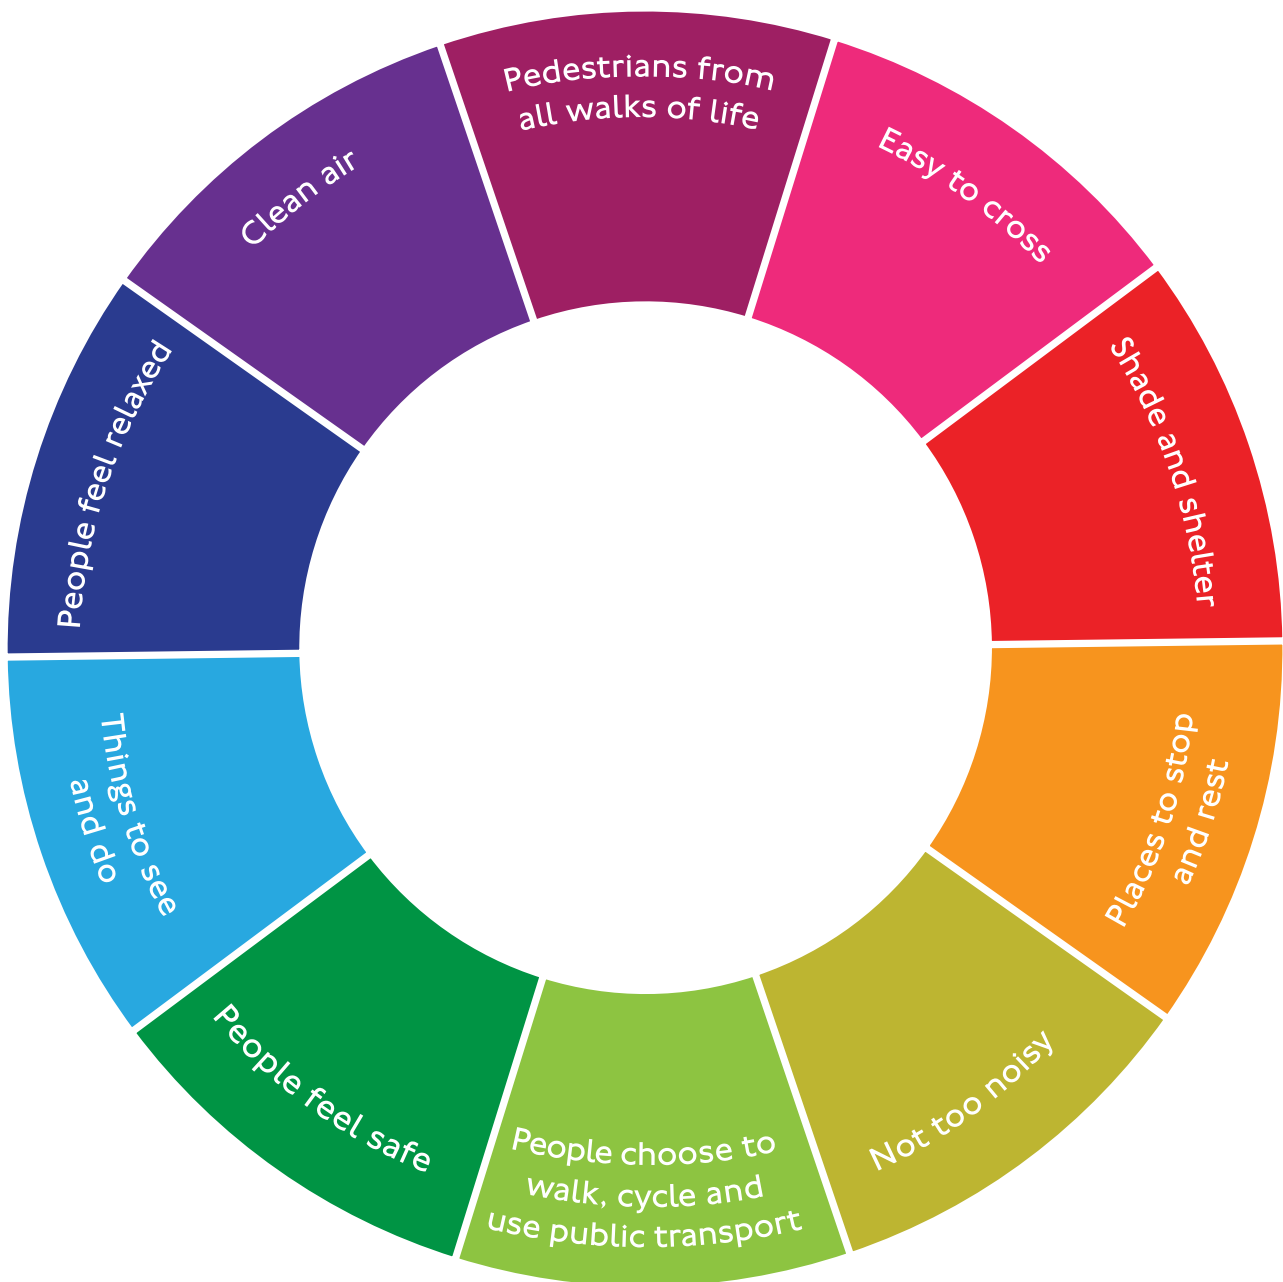 Pedestrians from
all walks of life
Easy to cross
Shade and shelter
Places to stop
and rest
Not too noisy
People choose to
walk, cycle and
use public transport
People feel safe
Things to see
and do
People feel relaxed
Clean air